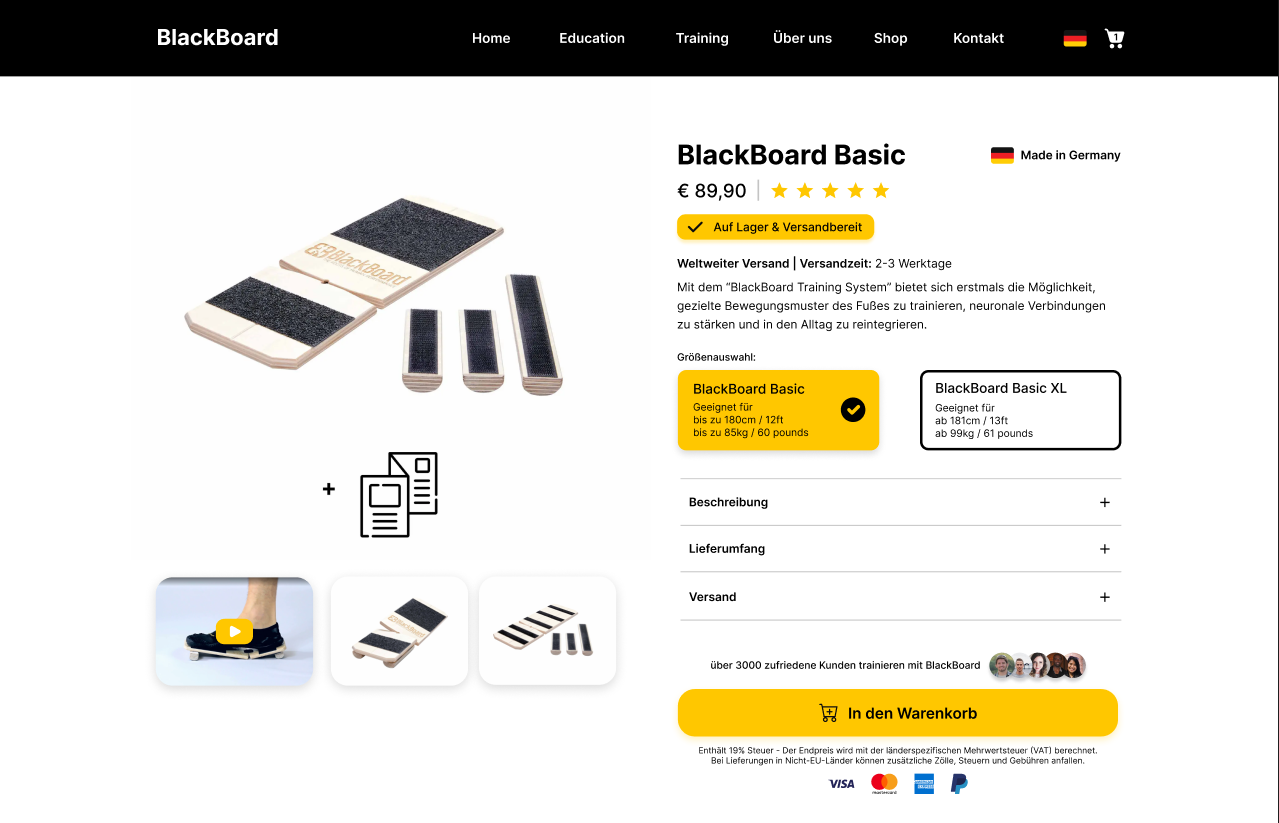 BlackBoard
Home
Education
Training
Über uns
Shop
Kontakt
1
BlackBoard Basic
Made in Germany
€ 89,90
Auf Lager & Versandbereit
Weltweiter Versand | Versandzeit: 2-3 Werktage
Mit dem “BlackBoard Training System” bietet sich erstmals die Möglichkeit,
gezielte Bewegungsmuster des Fußes zu trainieren, neuronale Verbindungen
zu stärken und in den Alltag zu reintegrieren.
Größenauswahl:
BlackBoard Basic
Geeignet für
bis zu 180cm / 12ft
bis zu 85kg / 60 pounds
BlackBoard Basic XL
Geeignet für
ab 181cm / 13ft
ab 99kg / 61 pounds
BlackBoard
+
Beschreibung +
Lieferumfang +
Versand +
über 3000 zufriedene Kunden trainieren mit BlackBoard
In den Warenkorb
Enthält 19% Steuer - Der Endpreis wird mit der länderspezifischen Mehrwertsteuer (VAT) berechnet.
Bei Lieferungen in Nicht-EU-Länder können zusätzliche Zölle, Steuern und Gebühren anfallen.
VISA
mastercard